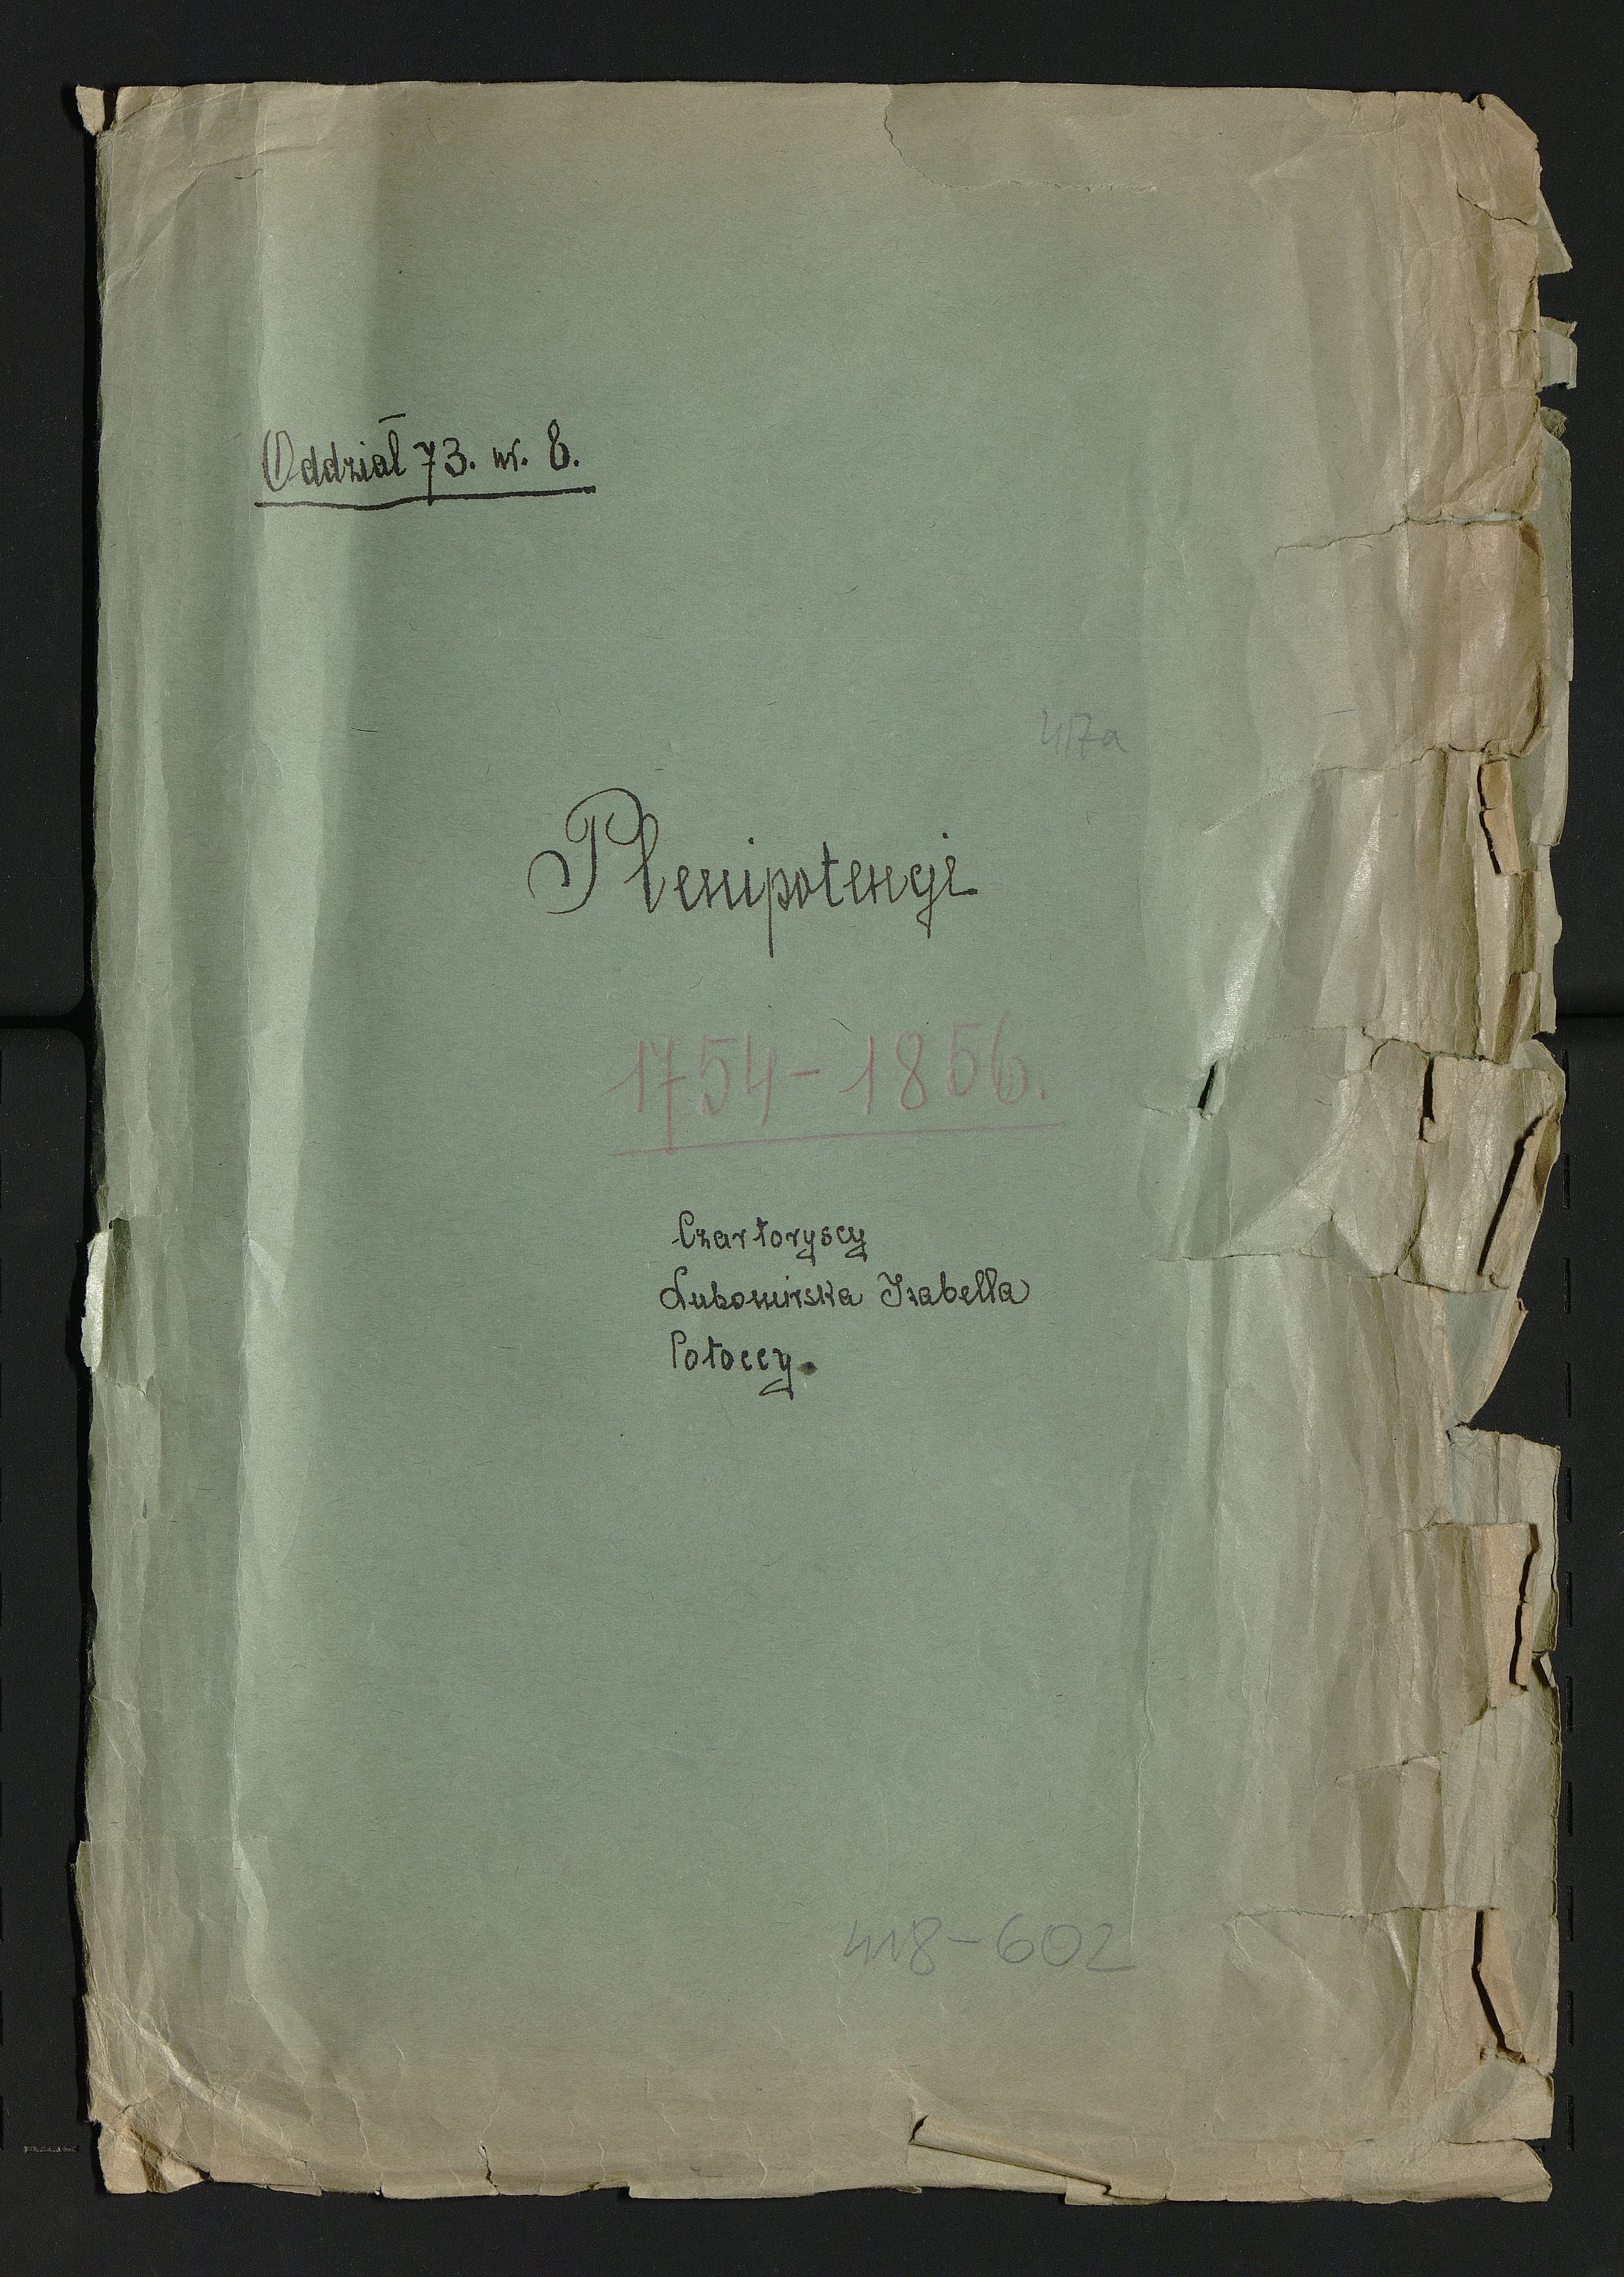 Oddział 73. nr. 8.
417a
Plenipotencje
1754-1856.
Czartoryscy
Lubomirska Izabella
Potoccy.
418-602